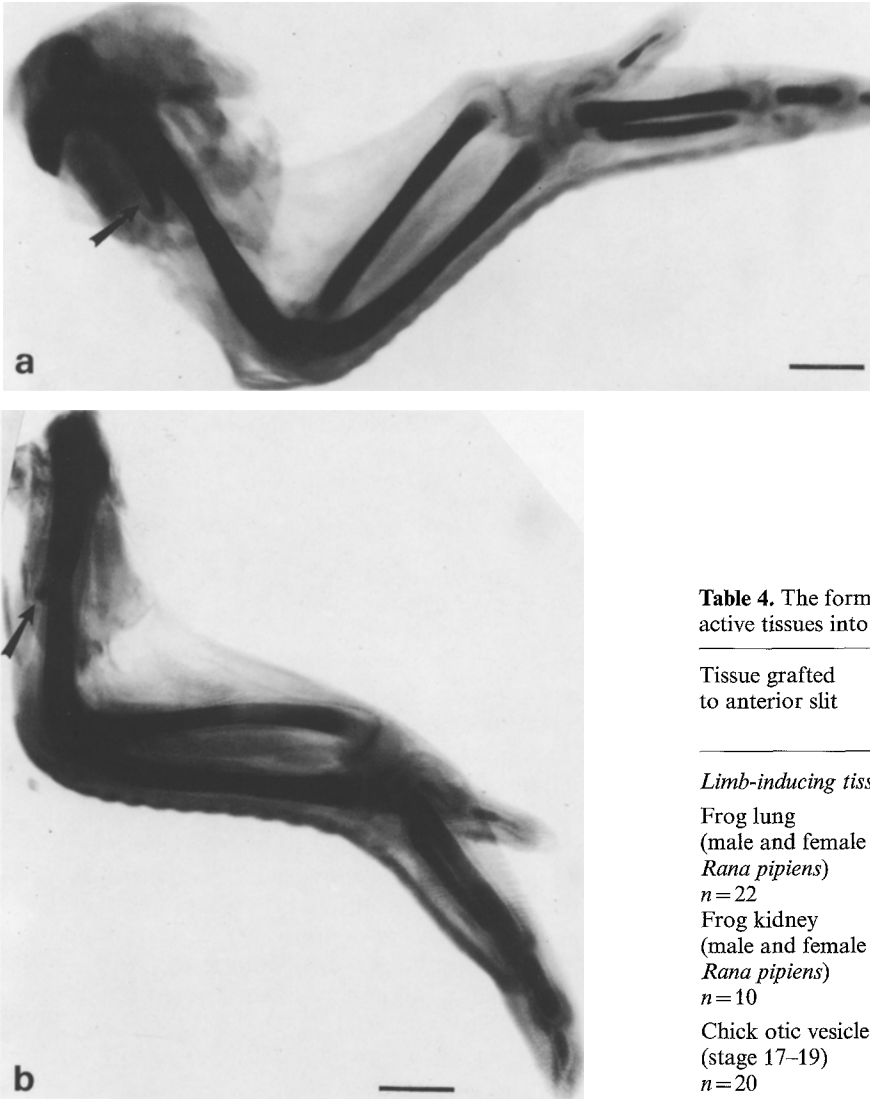 a
b
Table 4. The form
active tissues into
Tissue grafted
to anterior slit
Limb-inducing tiss
Frog lung
(male and female
Rana pipiens)
n=22
Frog kidney
(male and female
Rana pipiens)
n=10
Chick otic vesicle
(stage 17–19)
n=20